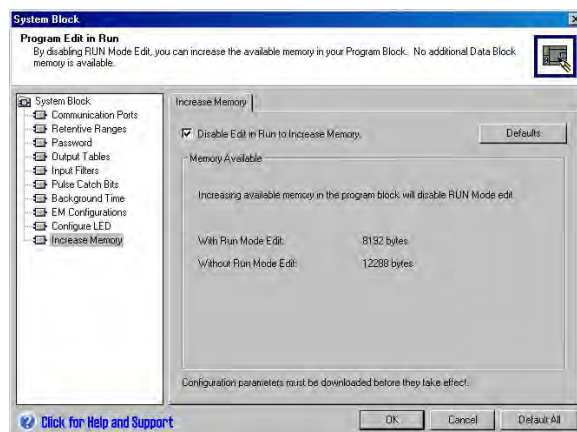 System Block
Program Edit in Run
By disabling RUN Mode Edit, you can increase the available memory in your Program Block. No additional Data Block
memory is available.
System Block
Communication Ports
Retentive Ranges
Password
Output Tables
Input Filters
Pulse Catch Bits
Background Time
EM Configurations
Configure LED
Increase Memory
Increase Memory
Disable Edit in Run to Increase Memory.
Defaults
Memory Available
Increasing available memory in the program block will disable RUN Mode edit
With Run Mode Edit: 8192 bytes
Without Run Mode Edit: 12288 bytes
Configuration parameters must be downloaded before they take effect.
Click for Help and Support
OK
Cancel
Default All